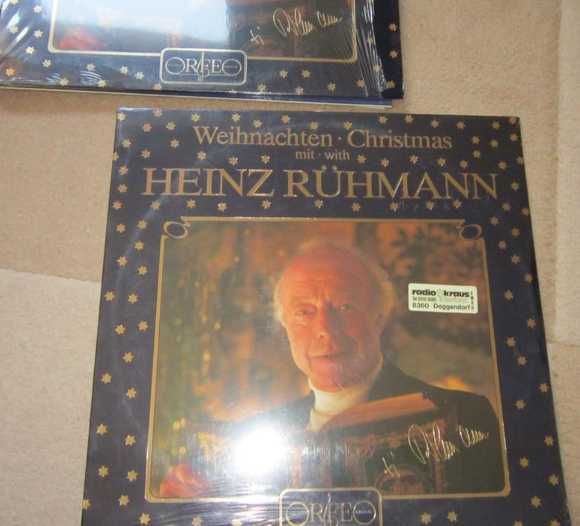 ORFEO
Weihnachten · Christmas
mit · with
HEINZ RÜHMANN
radio kraus
8360 Deggendorf
ORFEO